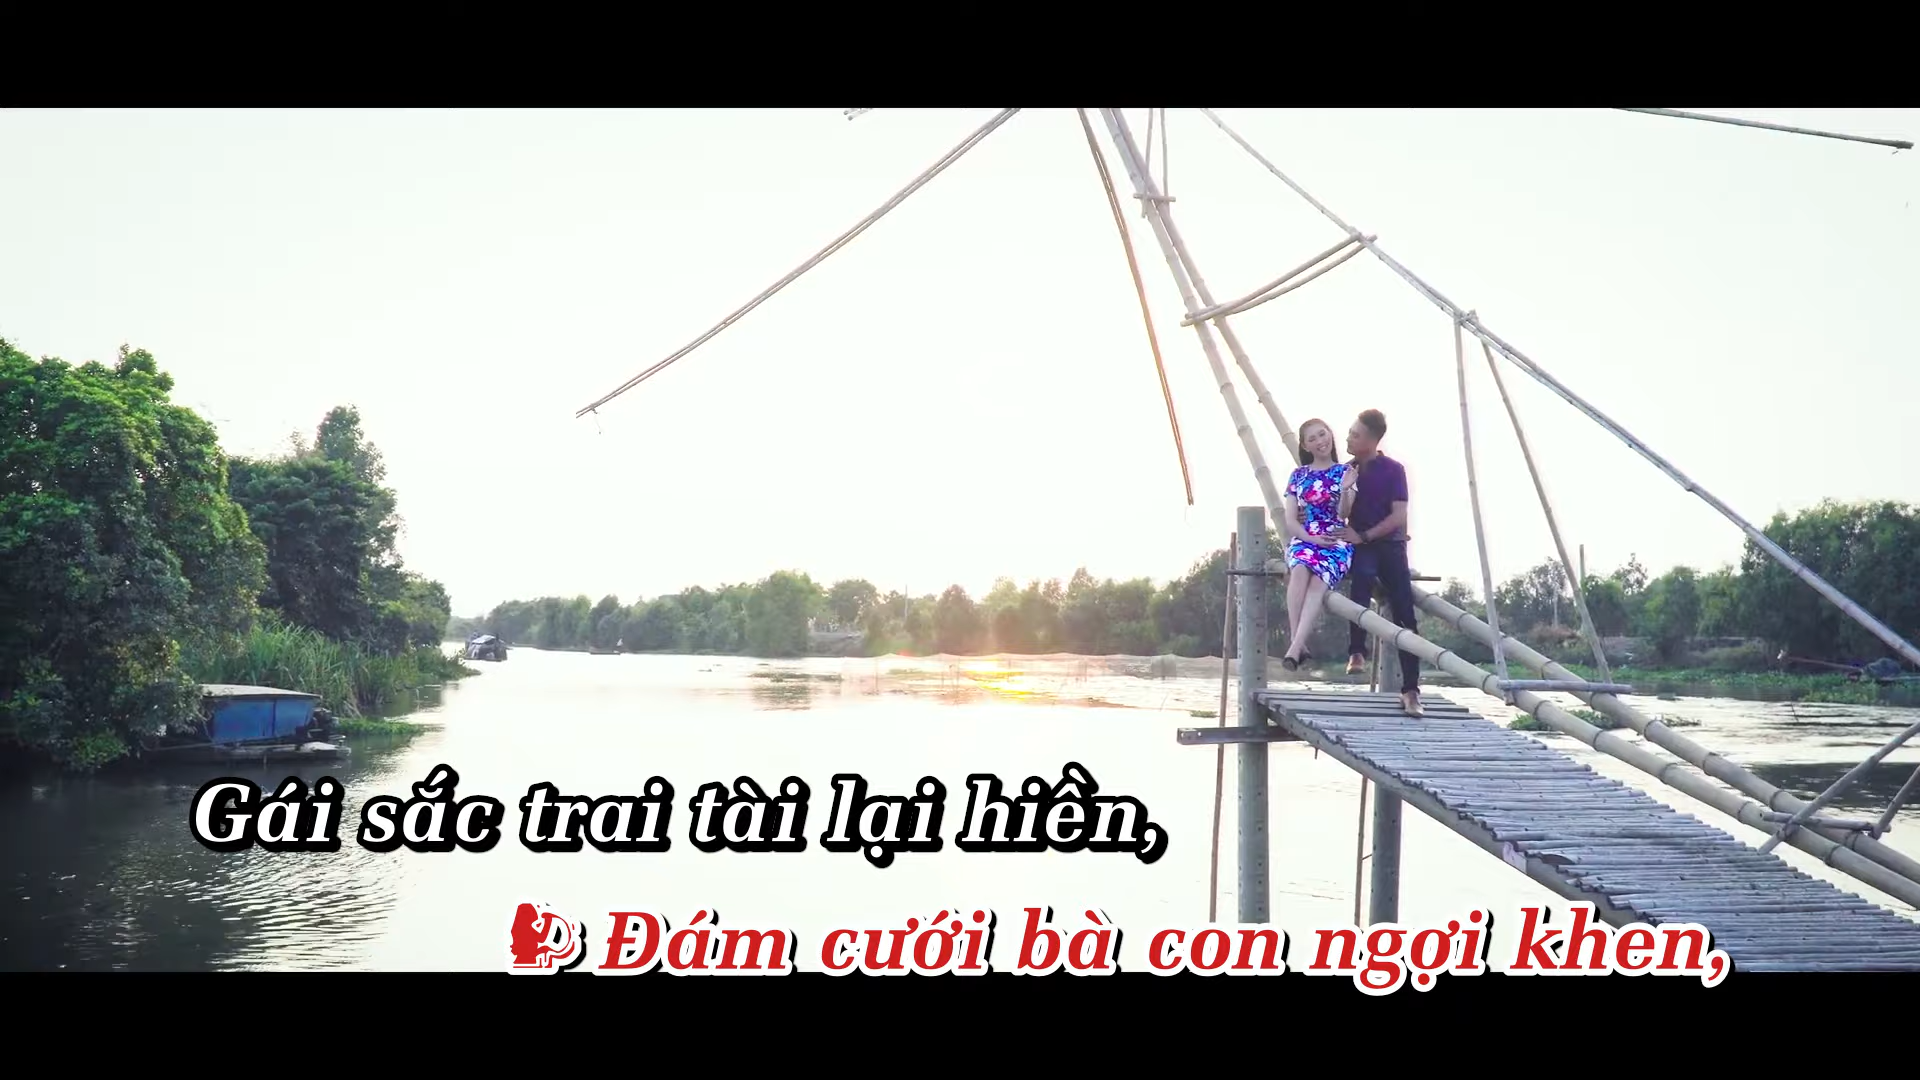 Gái sắc trai tài lại hiền,
Đám cưới bà con ngợi khen,